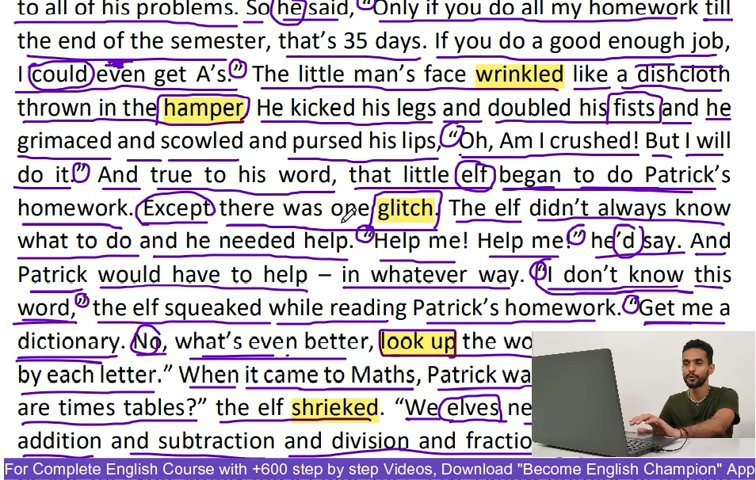 to all of his problems. So he said, “Only if you do all my homework till
the end of the semester, that’s 35 days. If you do a good enough job,
I could even get A’s.” The little man’s face wrinkled like a dishcloth
thrown in the hamper. He kicked his legs and doubled his fists and he
grimaced and scowled and pursed his lips, “Oh, Am I crushed! But I will
do it.” And true to his word, that little elf began to do Patrick’s
homework. Except there was one glitch. The elf didn’t always know
what to do and he needed help. “Help me! Help me!” he’d say. And
Patrick would have to help – in whatever way. “I don’t know this
word,” the elf squeaked while reading Patrick’s homework. “Get me a
dictionary. No, what’s even better, look up the
by each letter.” When it came to Maths, Patrick
are times tables?” the elf shrieked. “We elves
addition and subtraction and division and
For Complete English Course with +600 step by step Videos, Download "Become English Champion" App